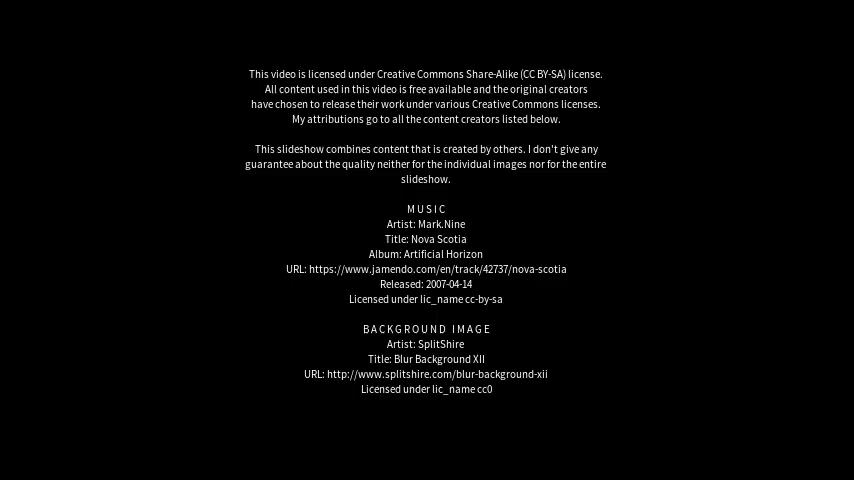 This video is licensed under Creative Commons Share-Alike (CC BY-SA) license.
All content used in this video is free available and the original creators
have chosen to release their work under various Creative Commons licenses.
My attributions go to all the content creators listed below.
This slideshow combines content that is created by others. I don't give any
guarantee about the quality neither for the individual images nor for the entire
slideshow.
MUSIC
Artist: Mark.Nine
Title: Nova Scotia
Album: Artificial Horizon
URL: https://www.jamendo.com/en/track/42737/nova-scotia
Released: 2007-04-14
Licensed under lic_name cc-by-sa
BACKGROUND IMAGE
Artist: SplitShire
Title: Blur Background XII
URL: http://www.splitshire.com/blur-background-xii
Licensed under lic_name cc0